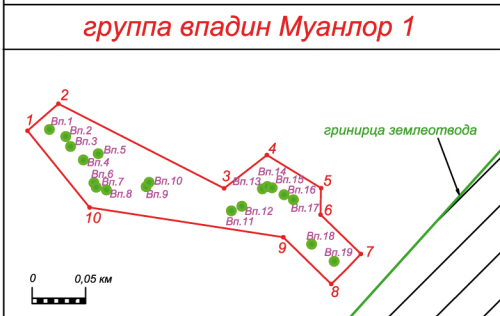 группа впадин Муанлор 1
2
1
Вп.1
Вп.2
Вп.3
Вп.5
Вп.4
Вп.6
Вп.7
Вп.8
Вп.10
Вп.9
10
3
4
Вп.14
Вп.13
Вп.15
Вп.16
Вп.17
Вп.12
Вп.11
5
6
9
Вп.18
Вп.19
7
8
гринирца землеотвода
0
0,05 км